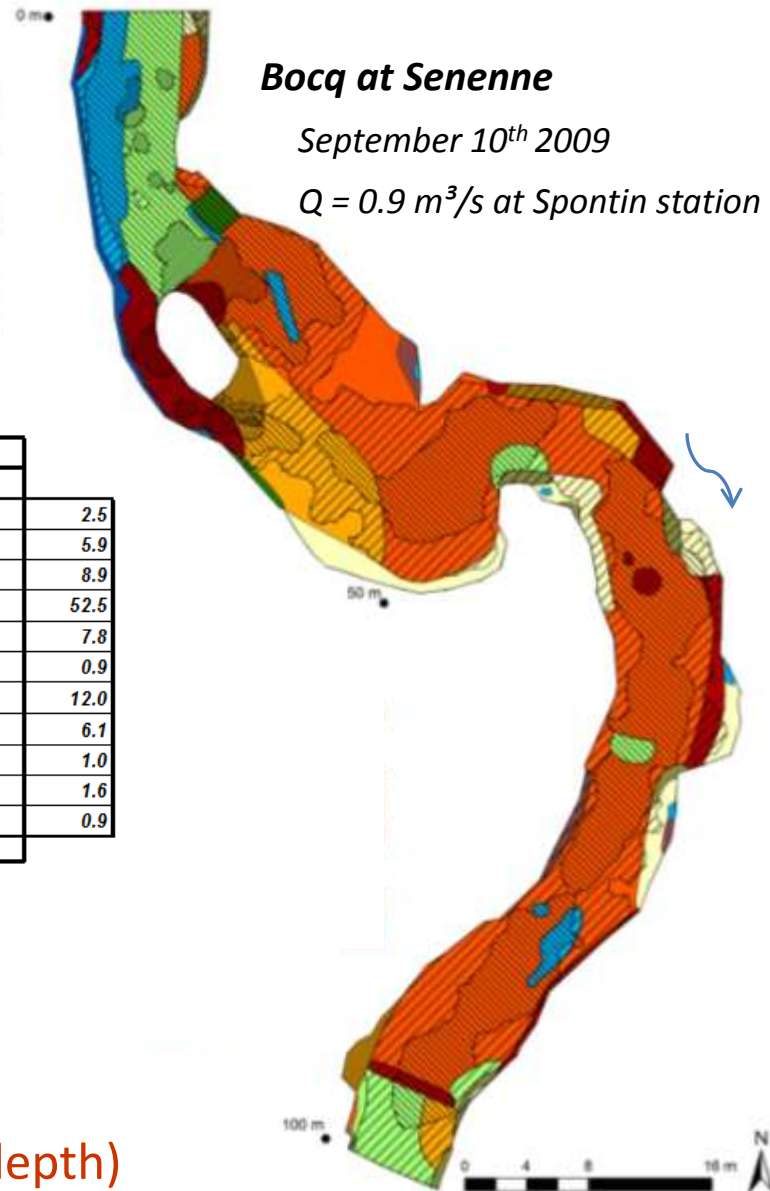 0 m
Bocq at Senenne
September 10th 2009
Q = 0.9 m³/s at Spontin station
2.5
5.9
8.9
52.5
7.8
0.9
12.0
6.1
1.0
1.6
0.9
50 m
100 m
depth)
0 4 8 16 m
N